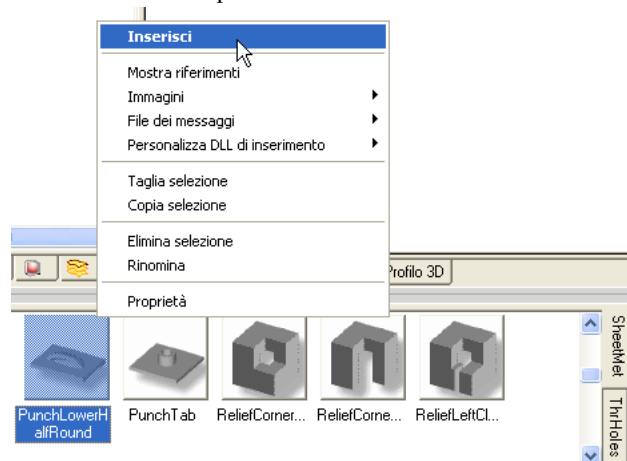 Inserisci
Mostra riferimenti
Immagini
File dei messaggi
Personalizza DLL di inserimento
Taglia selezione
Copia selezione
Elimina selezione
Rinomina
Proprietà
Profilo 3D
SheetMet
ThrHoles
PunchLowerH
alfRound
PunchTab
ReliefCorner...
ReliefCorne...
ReliefLeftCl...